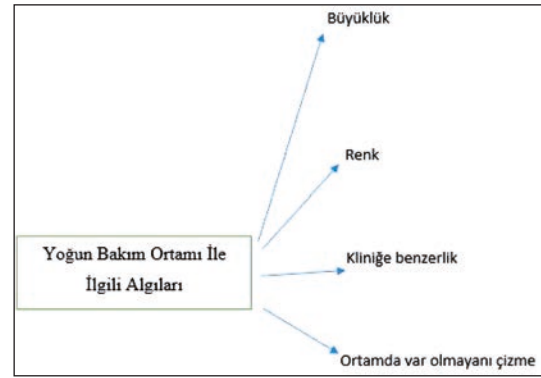 Büyüklük
Renk
Yoğun Bakım Ortamı İle
İlgili Algıları
Kliniğe benzerlik
Ortamda var olmayanı çizme